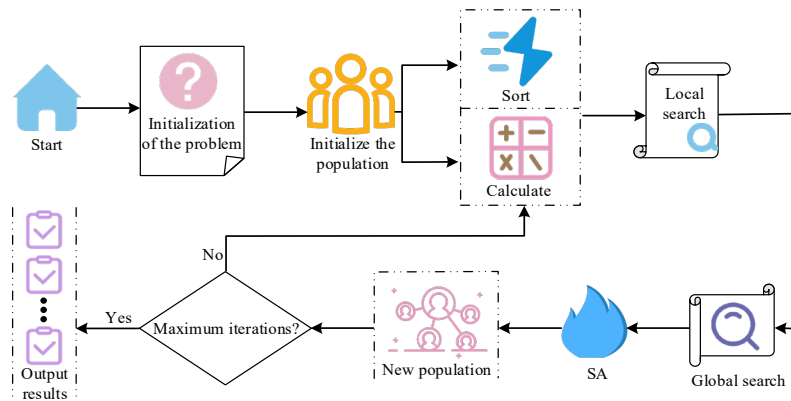 Start
?
Initialization
of the problem
Initialize the
population
Sort
Calculate
Local
search
No
Yes
Maximum iterations?
Output
results
New population
SA
Global search